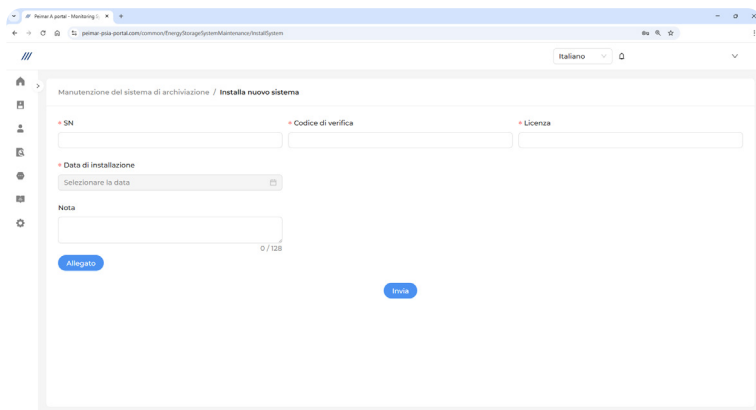 Peimar A portal - Monitoring S
peimar-psia-portal.com/common/EnergyStorageSystemMaintenance/InstallSystem
Italiano
Manutenzione del sistema di archiviazione / Installa nuovo sistema
* SN
* Codice di verifica
* Licenza
* Data di installazione
Selezionare la data
Nota
0 / 128
Allegato
Invia